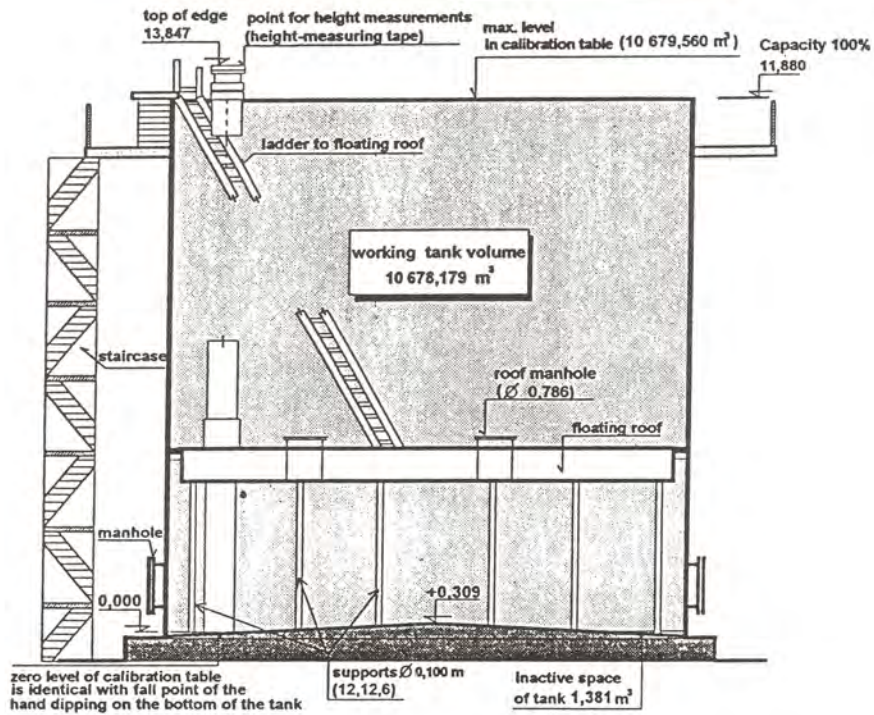 top of edge
13,847
point for height measurements
(height-measuring tape)
max. level
in calibration table (10 679,560 m³)
Capacity 100%
11,880
ladder to floating roof
working tank volume
10 678,179 m³
staircase
roof manhole
(Ø 0,786)
floating roof
manhole
0,000
+0,309
zero level of calibration table
is identical with fall point of the
hand dipping on the bottom of the tank
supports Ø 0,100 m
(12,12,6)
Inactive space
of tank 1,381 m³